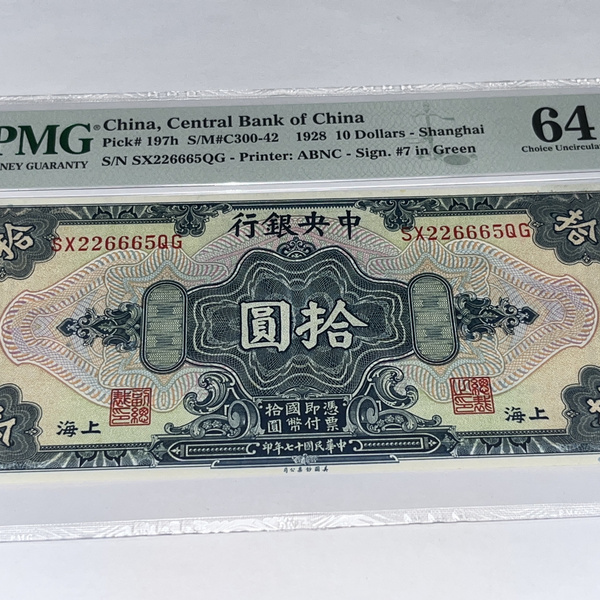 PMG® China, Central Bank of China
Pick# 197h S/M#C300-42 1928 10 Dollars - Shanghai
NEY GUARANTY S/N SX226665QG - Printer: ABNC - Sign. #7 in Green
64
Choice Uncircula
行銀央中
SX226665QG SX226665QG
拾 拾
圓拾
海上 海上
憑票即付國幣拾圓
印年七十國民華中